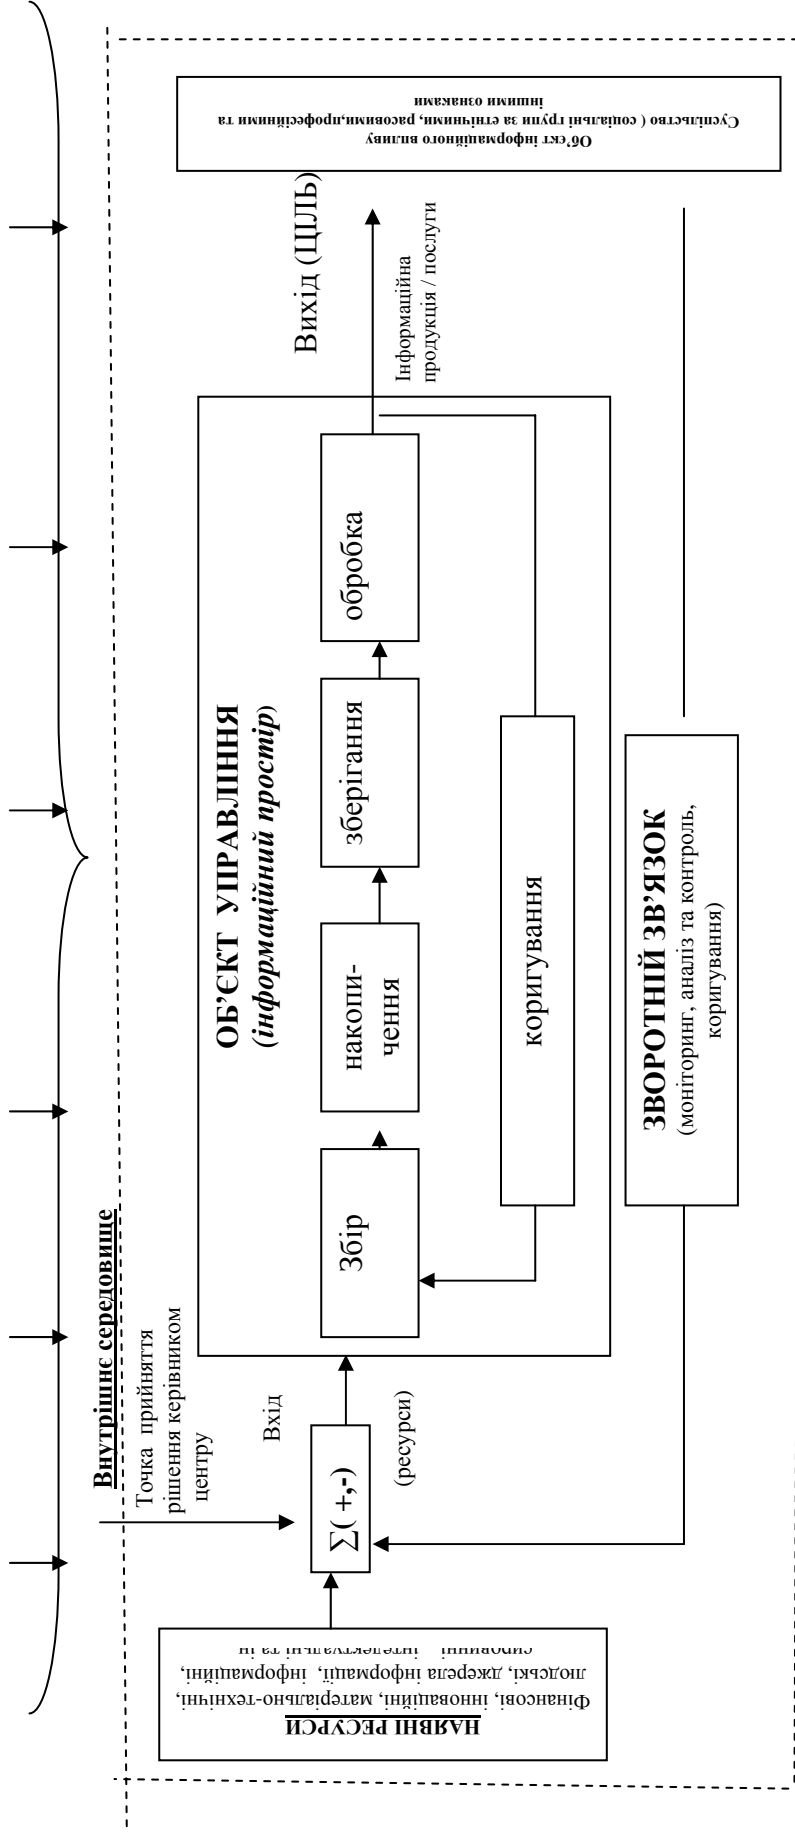 Внутрішнє середовище
НАЯВНІ РЕСУРСИ
Фінансові, інноваційні, матеріально-технічні,
людські, джерела інформації, інформаційні,
сировинні інтелектуальні та ін
Точка прийняття
рішення керівником
центру
∑( +,-)
Вхід
(ресурси)
ОБ’ЄКТ УПРАВЛІННЯ
(інформаційний простір)
Збір
накопи-
чення
зберігання
обробка
коригування
ЗВОРОТНІЙ ЗВ’ЯЗОК
(моніторинг, аналіз та контроль,
коригування)
Вихід (ЦІЛЬ)
Інформаційна
продукція / послуги
Об’єкт інформаційного впливу
Суспільство ( соціальні групи за етнічними, расовими,професійними та
іншими ознаками